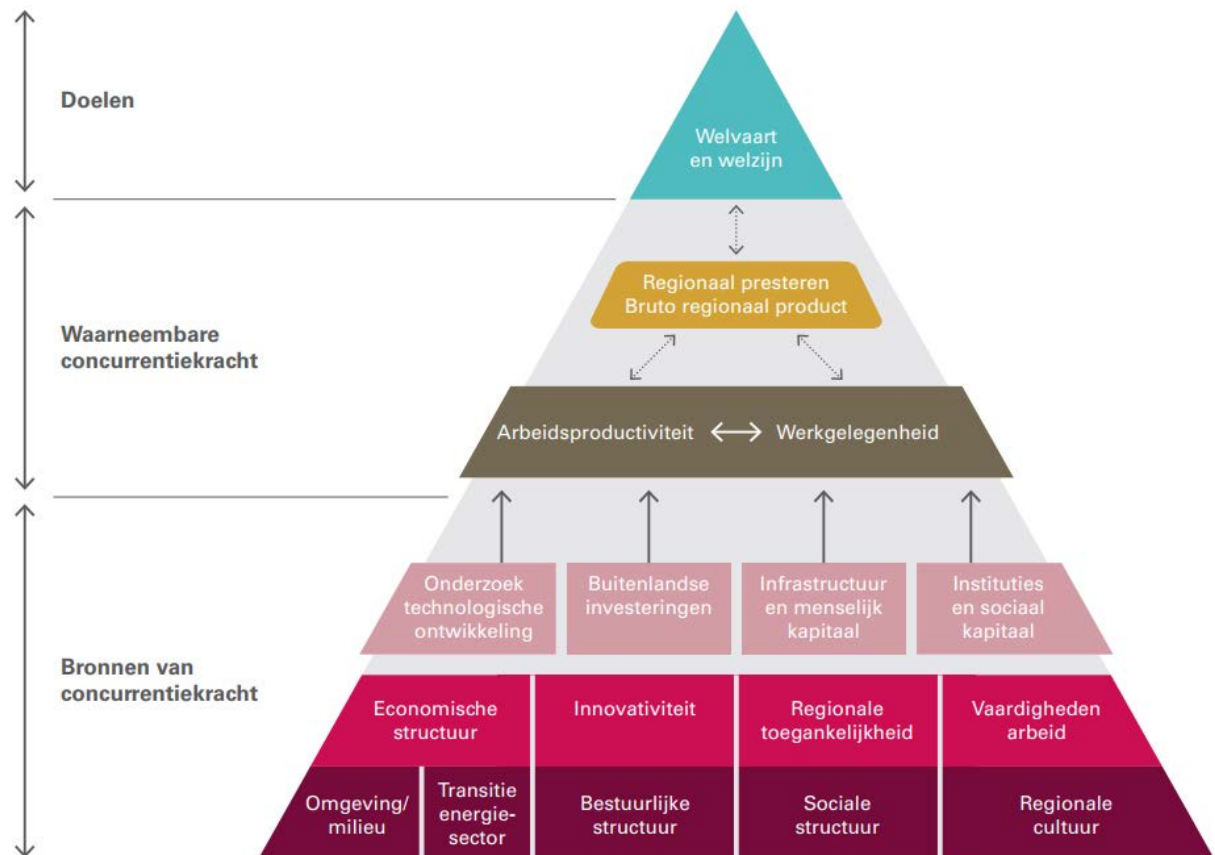 Doelen
Welvaart
en welzijn
Waarneembare
concurrentiekracht
Regionaal presteren
Bruto regionaal product
Arbeidsproductiviteit
Werkgelegenheid
Bronnen van
concurrentiekracht
Onderzoek
technologische
ontwikkeling
Buitenlandse
investeringen
Infrastructuur
en menselijk
kapitaal
Instituties
en sociaal
kapitaal
Economische
structuur
Innovativiteit
Regionale
toegankelijkheid
Vaardigheden
arbeid
Omgeving/
milieu
Transitie
energie-
sector
Bestuurlijke
structuur
Sociale
structuur
Regionale
cultuur